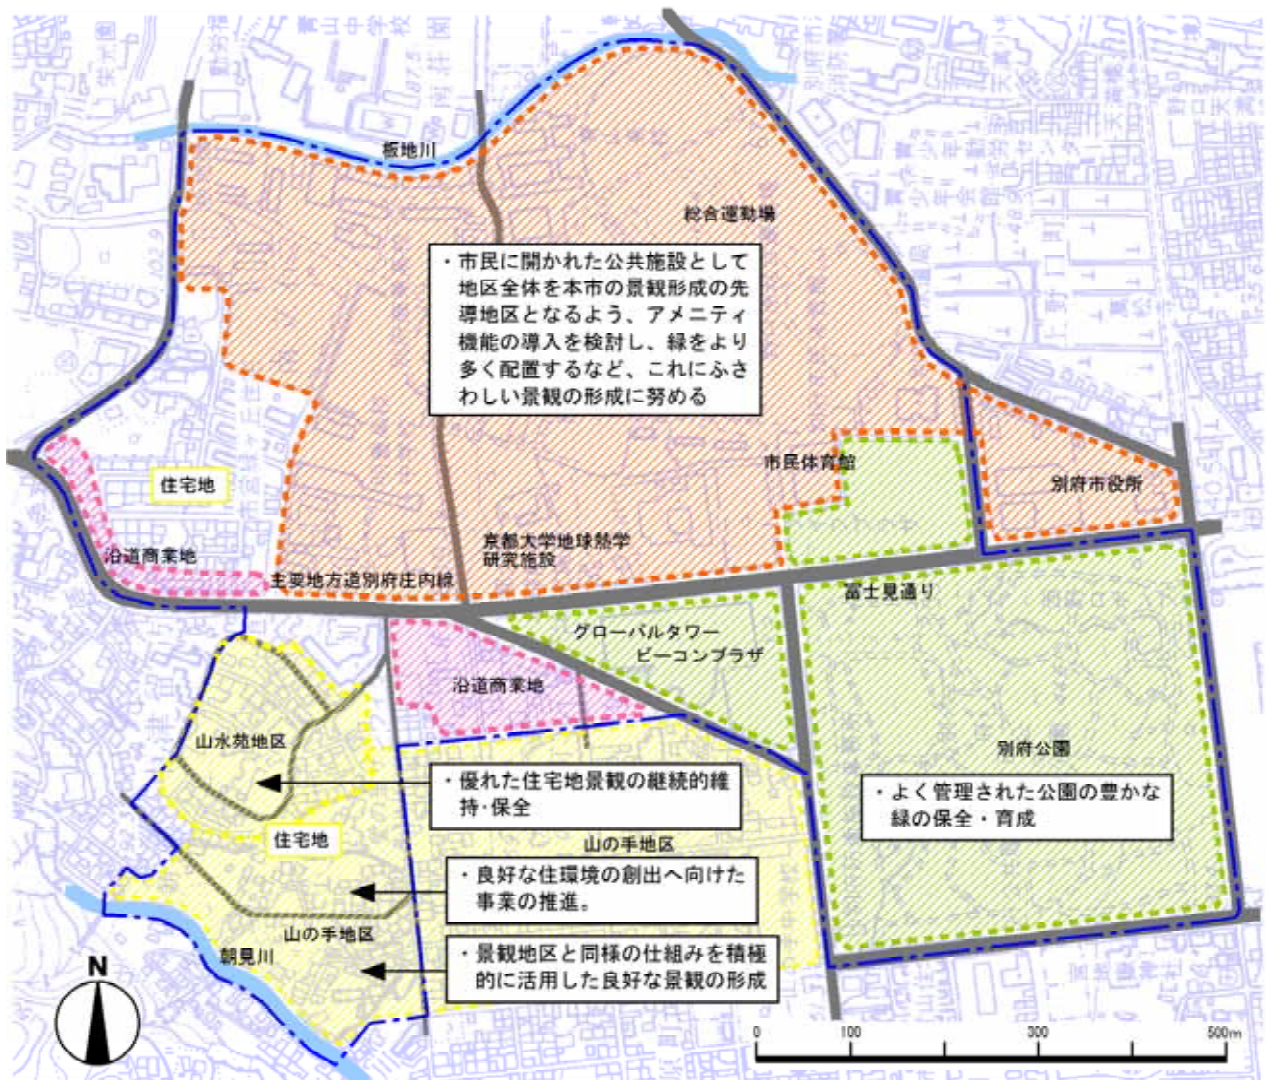 板地川
総合運動場
・市民に開かれた公共施設として
地区全体を本市の景観形成の先
導地区となるよう、アメニティ
機能の導入を検討し、緑をより
多く配置するなど、これにふさ
わしい景観の形成に努める
市民体育館
別府市役所
住宅地
沿道商業地
京都大学地球熱学
研究施設
主要地方道別府庄内線
富士見通り
グローバルタワー
ビーコンプラザ
沿道商業地
山水苑地区
別府公園
・優れた住宅地景観の継続的維
持・保全
・よく管理された公園の豊かな
緑の保全・育成
住宅地
山の手地区
・良好な住環境の創出へ向けた
事業の推進。
山の手地区
朝見川
・景観地区と同様の仕組みを積極
的に活用した良好な景観の形成
N
0 100 300 500m